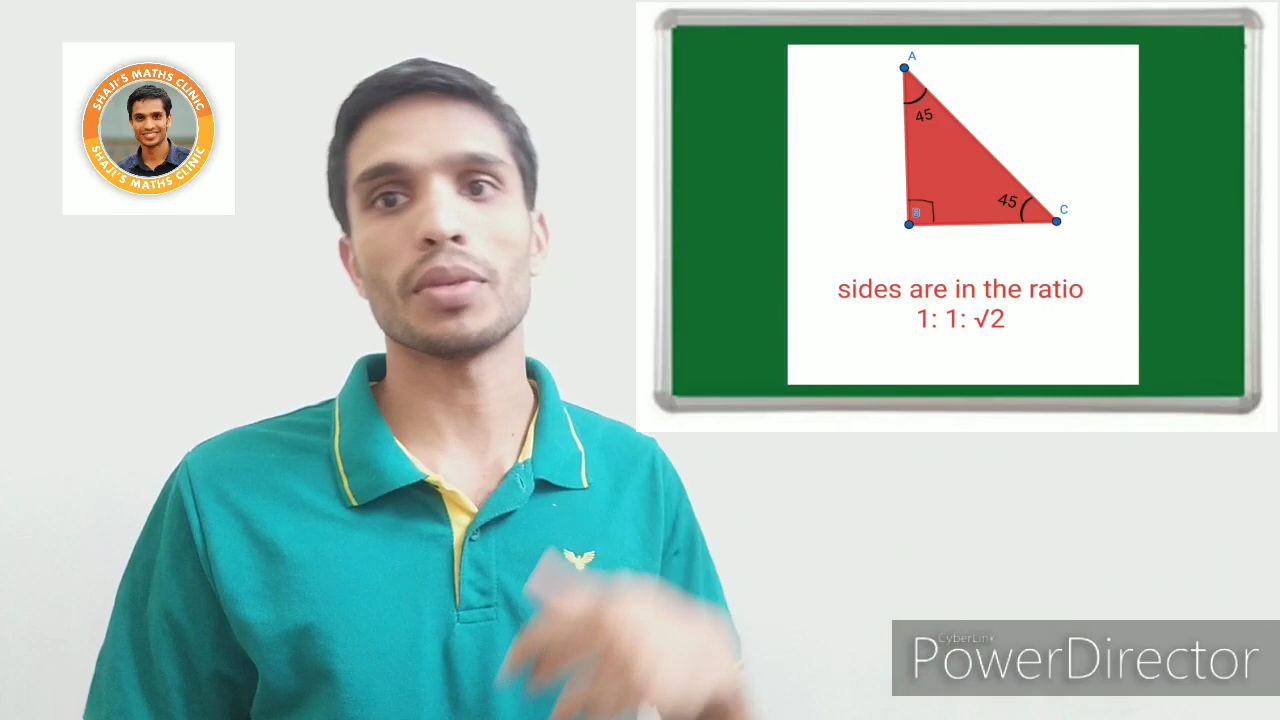 SHAJI'S MATHS CLINIC
SHAJI'S MATHS CLINIC
A
45
45
B
C
sides are in the ratio
1: 1: √2
CyberLink
PowerDirector